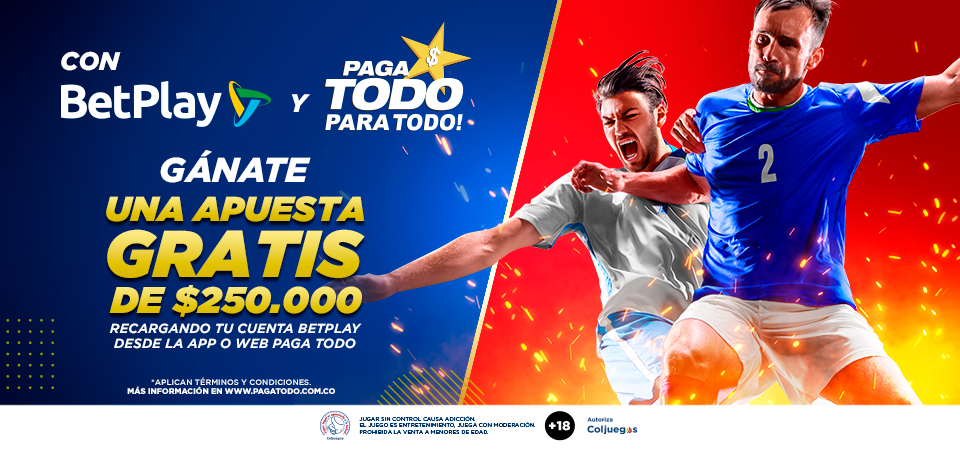 CON
BetPlay Y PAGA
TODO
PARA TODO!
$
GÁNATE
UNA APUESTA
GRATIS
DE $250.000
RECARGANDO TU CUENTA BETPLAY
DESDE LA APP O WEB PAGA TODO
*APLICAN TÉRMINOS Y CONDICIONES.
MÁS INFORMACIÓN EN WWW.PAGATODO.COM.CO
2
Coljuegos
JUGAR SIN CONTROL CAUSA ADICCIÓN.
EL JUEGO ES ENTRETENIMIENTO, JUEGA CON MODERACIÓN.
PROHIBIDA LA VENTA A MENORES DE EDAD.
+18
Autoriza
Coljuegos